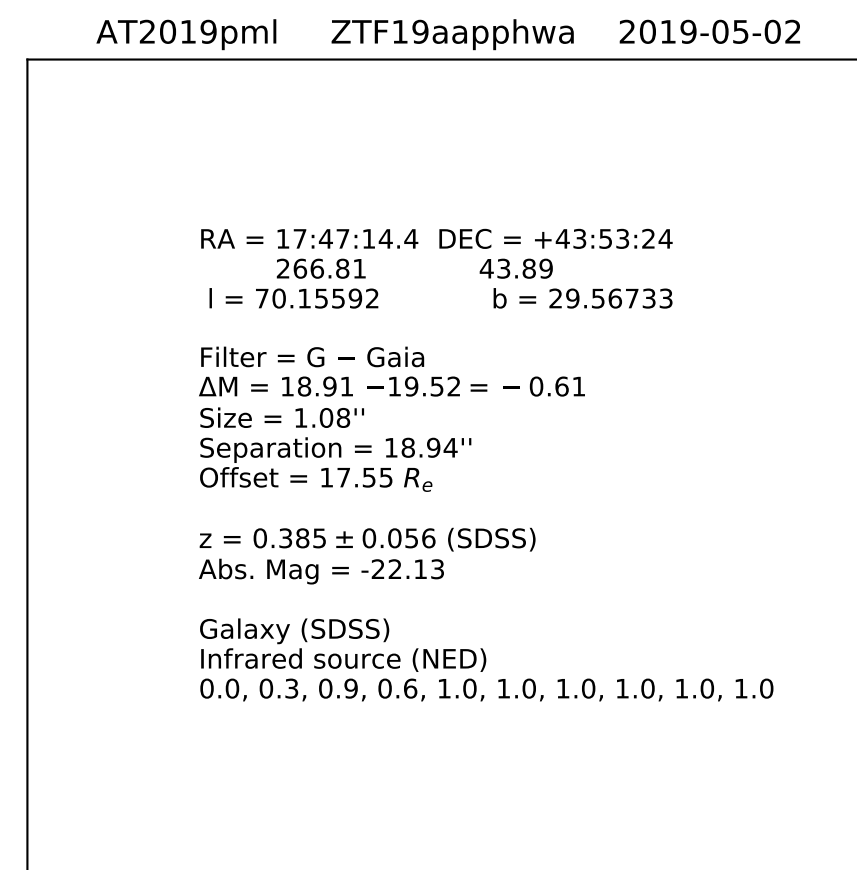 AT2019pml ZTF19aapphwa 2019-05-02
RA = 17:47:14.4 DEC = +43:53:24
266.81 43.89
l = 70.15592 b = 29.56733
Filter = G − Gaia
ΔM = 18.91 −19.52 = − 0.61
Size = 1.08''
Separation = 18.94''
Offset = 17.55 Re
z = 0.385 ± 0.056 (SDSS)
Abs. Mag = -22.13
Galaxy (SDSS)
Infrared source (NED)
0.0, 0.3, 0.9, 0.6, 1.0, 1.0, 1.0, 1.0, 1.0, 1.0